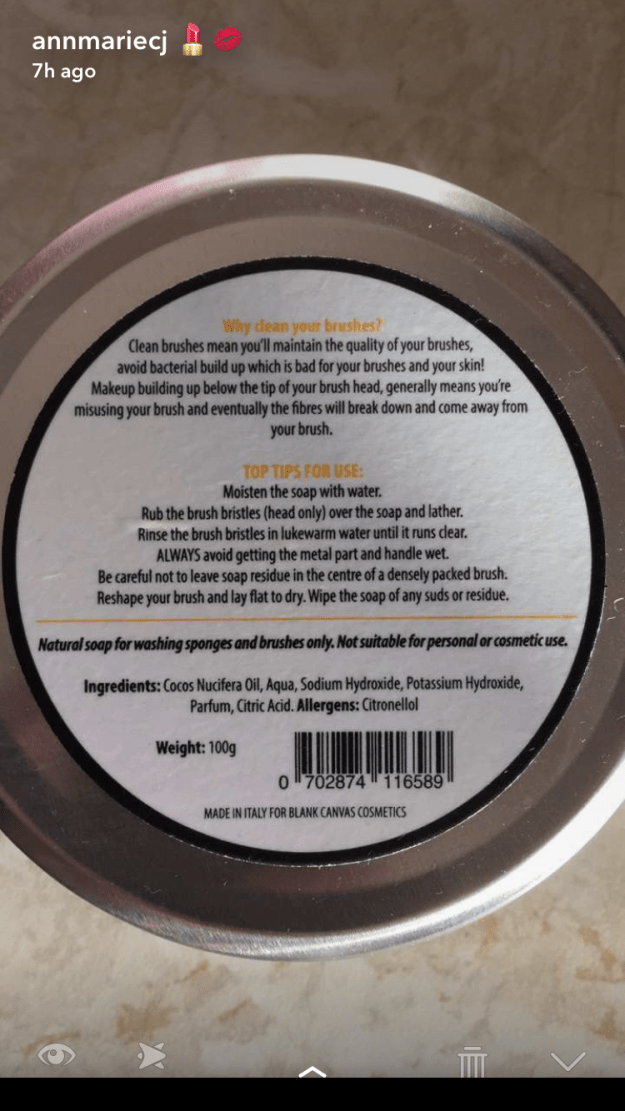 annmariecj 💄 💋
7h ago
Why clean your brushes?
Clean brushes mean you'll maintain the quality of your brushes,
avoid bacterial build up which is bad for your brushes and your skin!
Makeup building up below the tip of your brush head, generally means you're
misusing your brush and eventually the fibres will break down and come away from
your brush.
TOP TIPS FOR USE:
Moisten the soap with water.
Rub the brush bristles (head only) over the soap and lather.
Rinse the brush bristles in lukewarm water until it runs clear.
ALWAYS avoid getting the metal part and handle wet.
Be careful not to leave soap residue in the centre of a densely packed brush.
Reshape your brush and lay flat to dry. Wipe the soap of any suds or residue.
Natural soap for washing sponges and brushes only. Not suitable for personal or cosmetic use.
Ingredients: Cocos Nucifera Oil, Aqua, Sodium Hydroxide, Potassium Hydroxide,
Parfum, Citric Acid. Allergens: Citronellol
Weight: 100g
0 702874 116589
MADE IN ITALY FOR BLANK CANVAS COSMETICS